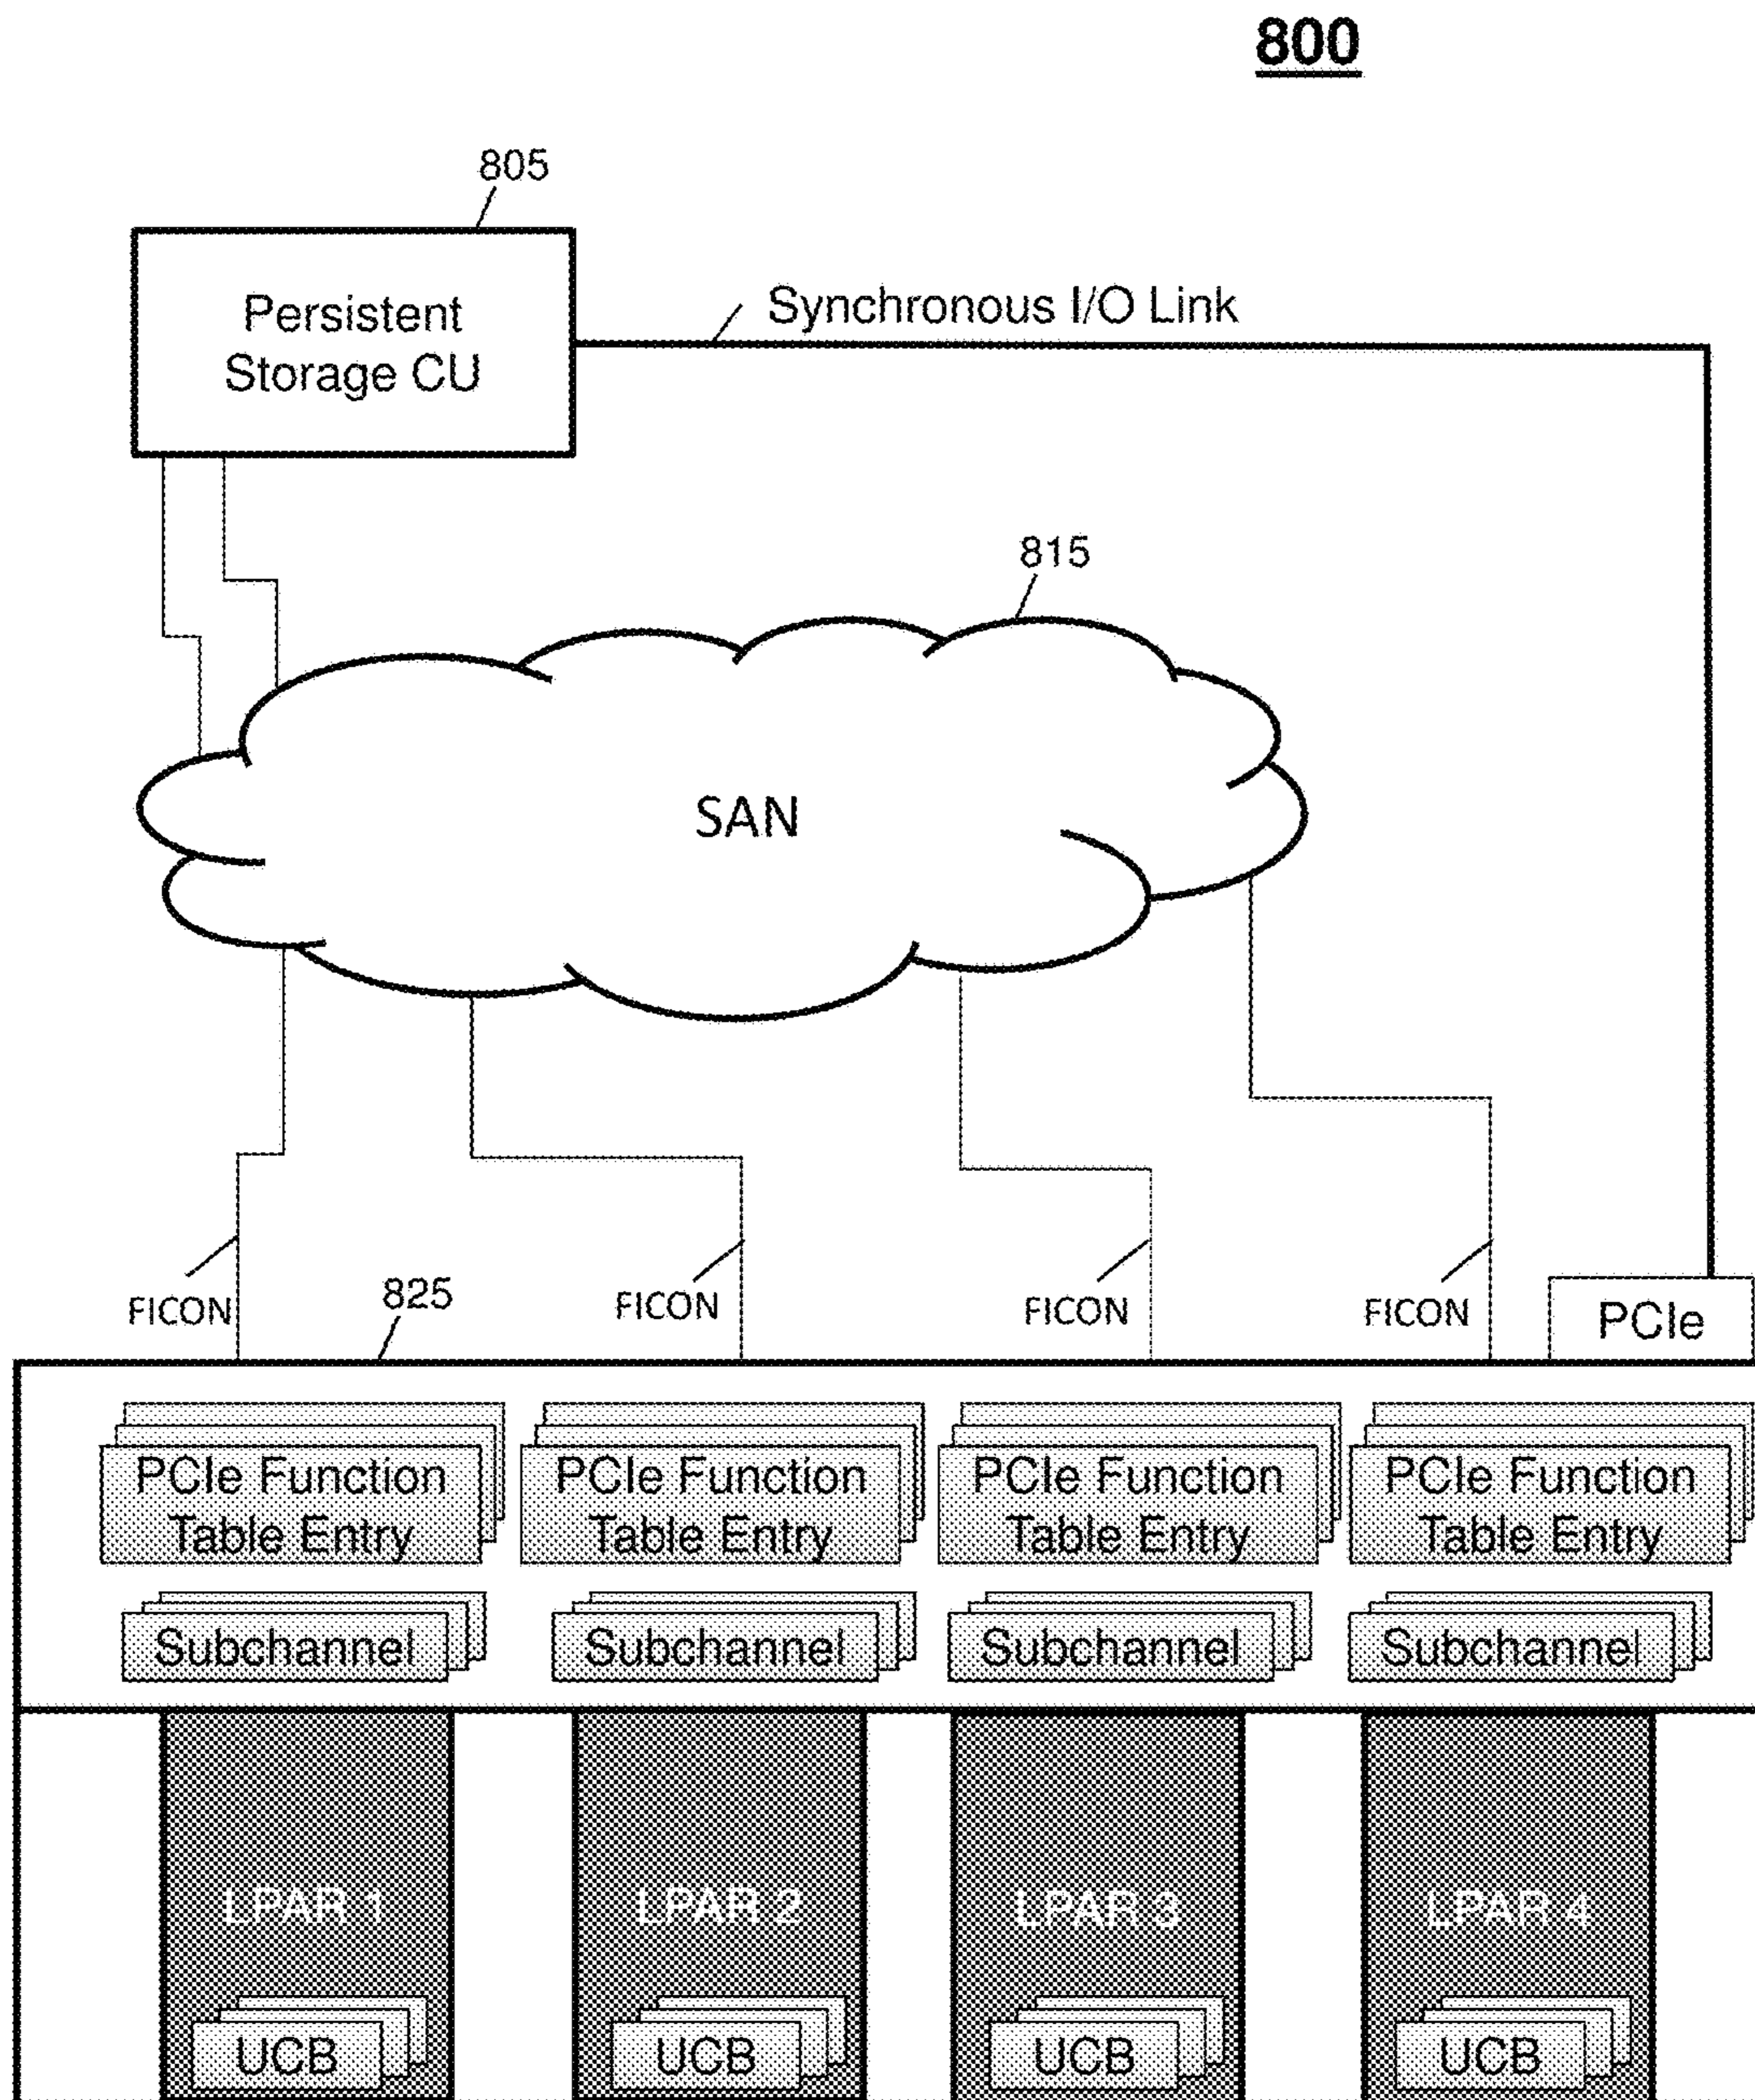 800
805
Persistent
Storage CU
Synchronous I/O Link
815
SAN
FICON
825
FICON
FICON
FICON
PCIe
PCIe Function
Table Entry
PCIe Function
Table Entry
PCIe Function
Table Entry
PCIe Function
Table Entry
Subchannel
Subchannel
Subchannel
Subchannel
LPAR 1
LPAR 2
LPAR 3
LPAR 4
UCB
UCB
UCB
UCB